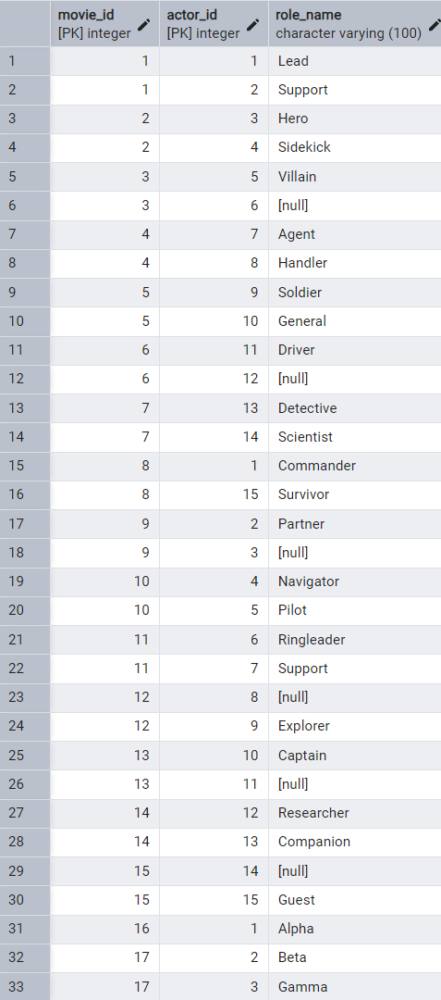 movie_id actor_id role_name
[PK] integer [PK] integer character varying (100)
1 1 1 Lead
2 1 2 Support
3 2 3 Hero
4 2 4 Sidekick
5 3 5 Villain
6 3 6 [null]
7 4 7 Agent
8 4 8 Handler
9 5 9 Soldier
10 5 10 General
11 6 11 Driver
12 6 12 [null]
13 7 13 Detective
14 7 14 Scientist
15 8 1 Commander
16 8 15 Survivor
17 9 2 Partner
18 9 3 [null]
19 10 4 Navigator
20 10 5 Pilot
21 11 6 Ringleader
22 11 7 Support
23 12 8 [null]
24 12 9 Explorer
25 13 10 Captain
26 13 11 [null]
27 14 12 Researcher
28 14 13 Companion
29 15 14 [null]
30 15 15 Guest
31 16 1 Alpha
32 17 2 Beta
33 17 3 Gamma